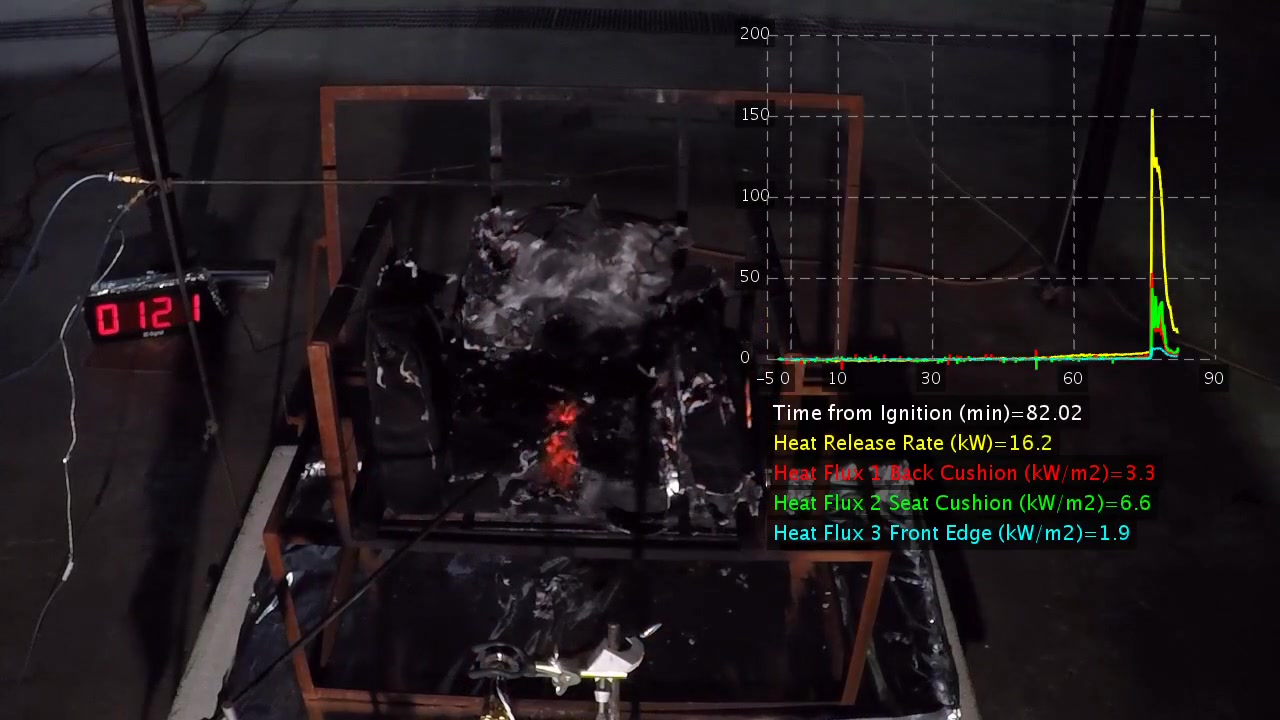 200
150
100
50
0
-5 0 10 30 60 90
Time from Ignition (min)=82.02
Heat Release Rate (kW)=16.2
Heat Flux 1 Back Cushion (kW/m2)=3.3
Heat Flux 2 Seat Cushion (kW/m2)=6.6
Heat Flux 3 Front Edge (kW/m2)=1.9
0121